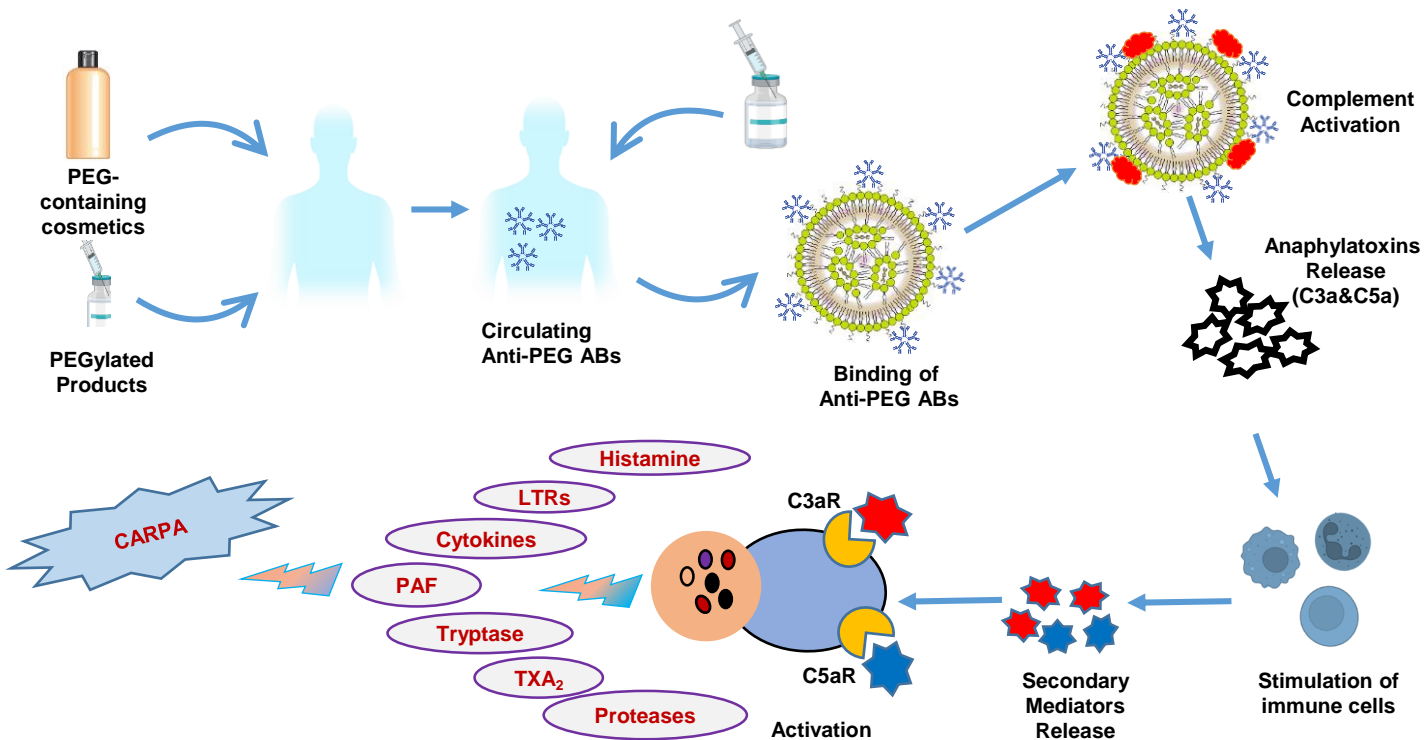 PEG-
containing
cosmetics
PEGylated
Products
Circulating
Anti-PEG ABs
Binding of
Anti-PEG ABs
Complement
Activation
Anaphylatoxins
Release
(C3a&C5a)
Stimulation of
immune cells
Secondary
Mediators
Release
C3aR
C5aR
Activation
Histamine
LTRs
Cytokines
PAF
Tryptase
TXA₂
Proteases
CARPA